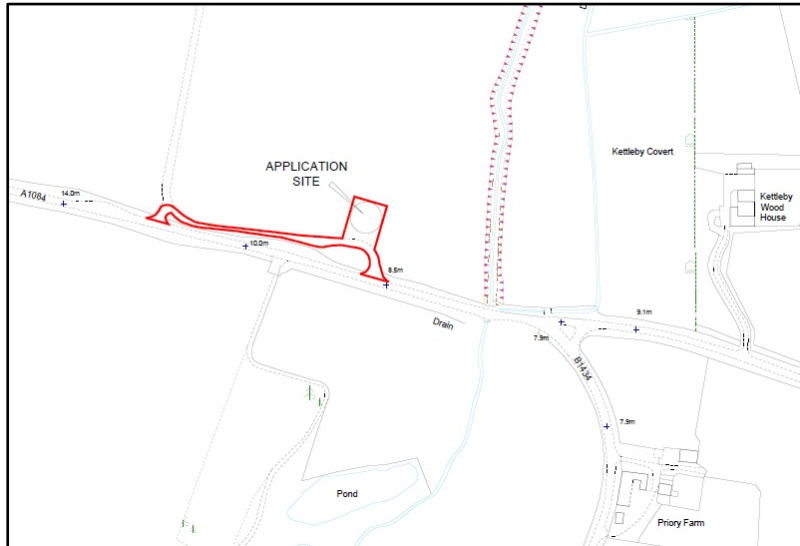 Kettleby Covert
APPLICATION
SITE
A1084
14.0m
Kettleby
Wood
House
10.0m
8.5m
9.1m
7.9m
Drain
B1434
7.9m
Pond
Priory Farm